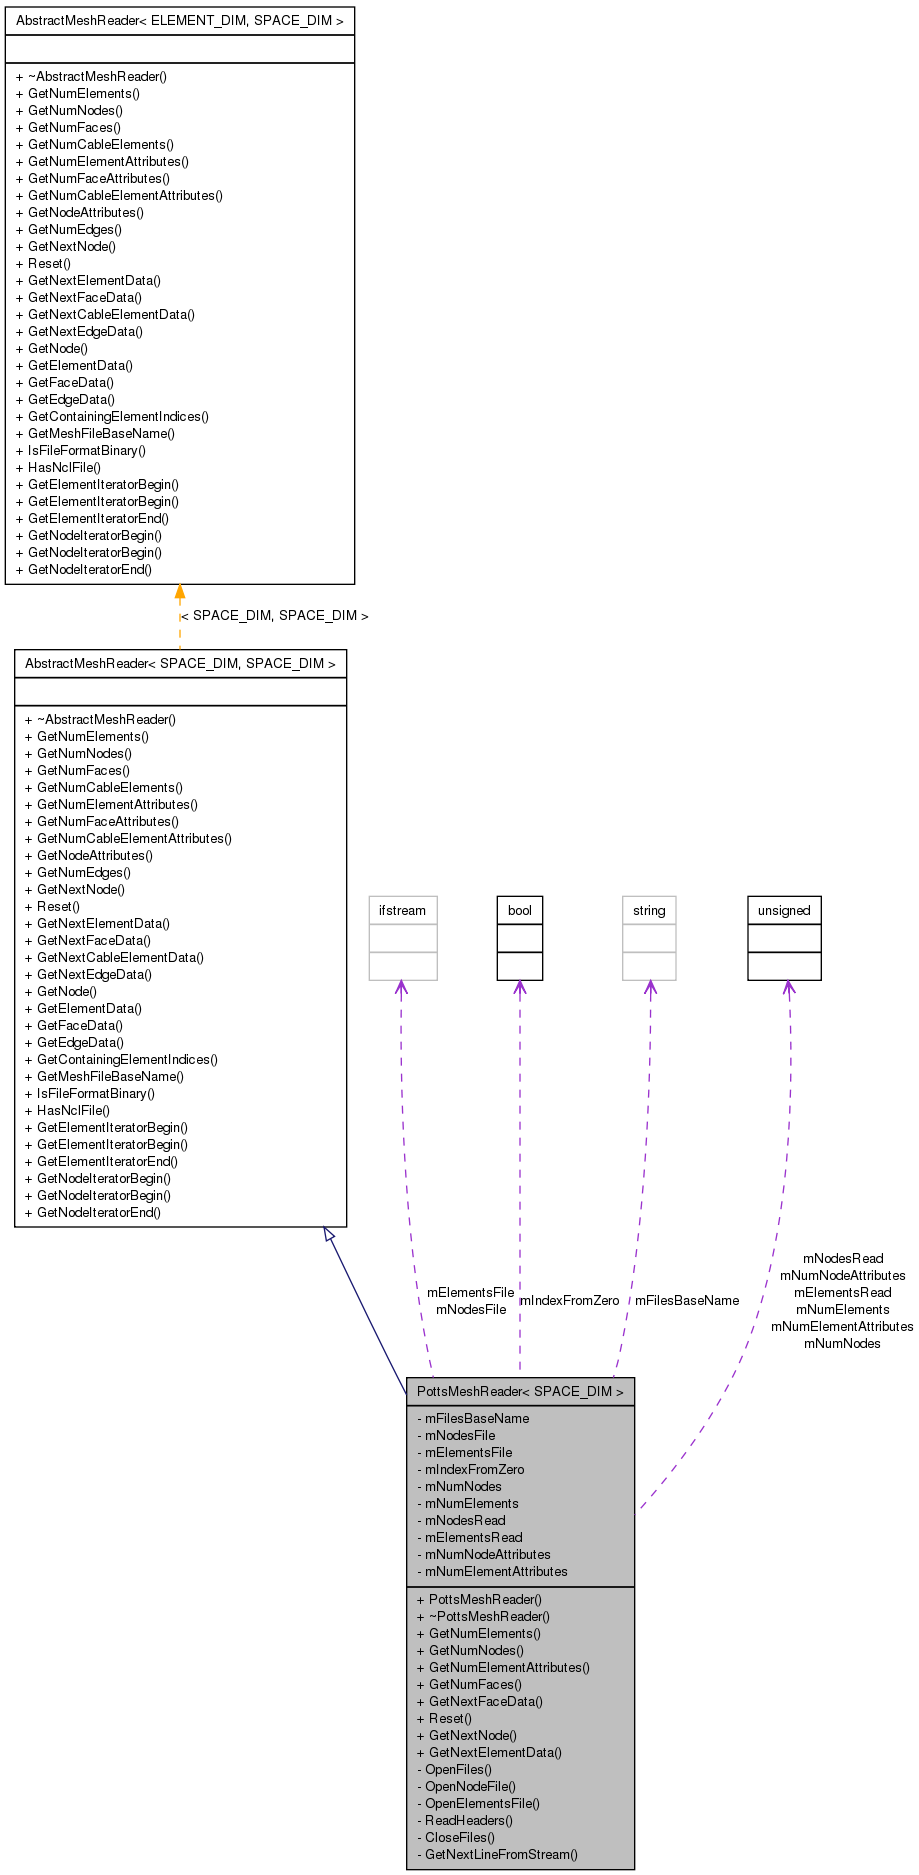 AbstractMeshReader< ELEMENT_DIM, SPACE_DIM >
+ ~AbstractMeshReader()
+ GetNumElements()
+ GetNumNodes()
+ GetNumFaces()
+ GetNumCableElements()
+ GetNumElementAttributes()
+ GetNumFaceAttributes()
+ GetNumCableElementAttributes()
+ GetNodeAttributes()
+ GetNumEdges()
+ GetNextNode()
+ Reset()
+ GetNextElementData()
+ GetNextFaceData()
+ GetNextCableElementData()
+ GetNextEdgeData()
+ GetNode()
+ GetElementData()
+ GetFaceData()
+ GetEdgeData()
+ GetContainingElementIndices()
+ GetMeshFileBaseName()
+ IsFileFormatBinary()
+ HasNclFile()
+ GetElementIteratorBegin()
+ GetElementIteratorBegin()
+ GetElementIteratorEnd()
+ GetNodeIteratorBegin()
+ GetNodeIteratorBegin()
+ GetNodeIteratorEnd()
< SPACE_DIM, SPACE_DIM >
AbstractMeshReader< SPACE_DIM, SPACE_DIM >
+ ~AbstractMeshReader()
+ GetNumElements()
+ GetNumNodes()
+ GetNumFaces()
+ GetNumCableElements()
+ GetNumElementAttributes()
+ GetNumFaceAttributes()
+ GetNumCableElementAttributes()
+ GetNodeAttributes()
+ GetNumEdges()
+ GetNextNode()
+ Reset()
+ GetNextElementData()
+ GetNextFaceData()
+ GetNextCableElementData()
+ GetNextEdgeData()
+ GetNode()
+ GetElementData()
+ GetFaceData()
+ GetEdgeData()
+ GetContainingElementIndices()
+ GetMeshFileBaseName()
+ IsFileFormatBinary()
+ HasNclFile()
+ GetElementIteratorBegin()
+ GetElementIteratorBegin()
+ GetElementIteratorEnd()
+ GetNodeIteratorBegin()
+ GetNodeIteratorBegin()
+ GetNodeIteratorEnd()
ifstream
bool
string
unsigned
mElementsFile
mNodesFile
mIndexFromZero
mFilesBaseName
mNodesRead
mNumNodeAttributes
mElementsRead
mNumElements
mNumElementAttributes
mNumNodes
PottsMeshReader< SPACE_DIM >
- mFilesBaseName
- mNodesFile
- mElementsFile
- mIndexFromZero
- mNumNodes
- mNumElements
- mNodesRead
- mElementsRead
- mNumNodeAttributes
- mNumElementAttributes
+ PottsMeshReader()
+ ~PottsMeshReader()
+ GetNumElements()
+ GetNumNodes()
+ GetNumElementAttributes()
+ GetNumFaces()
+ GetNextFaceData()
+ Reset()
+ GetNextNode()
+ GetNextElementData()
- OpenFiles()
- OpenNodeFile()
- OpenElementsFile()
- ReadHeaders()
- CloseFiles()
- GetNextLineFromStream()